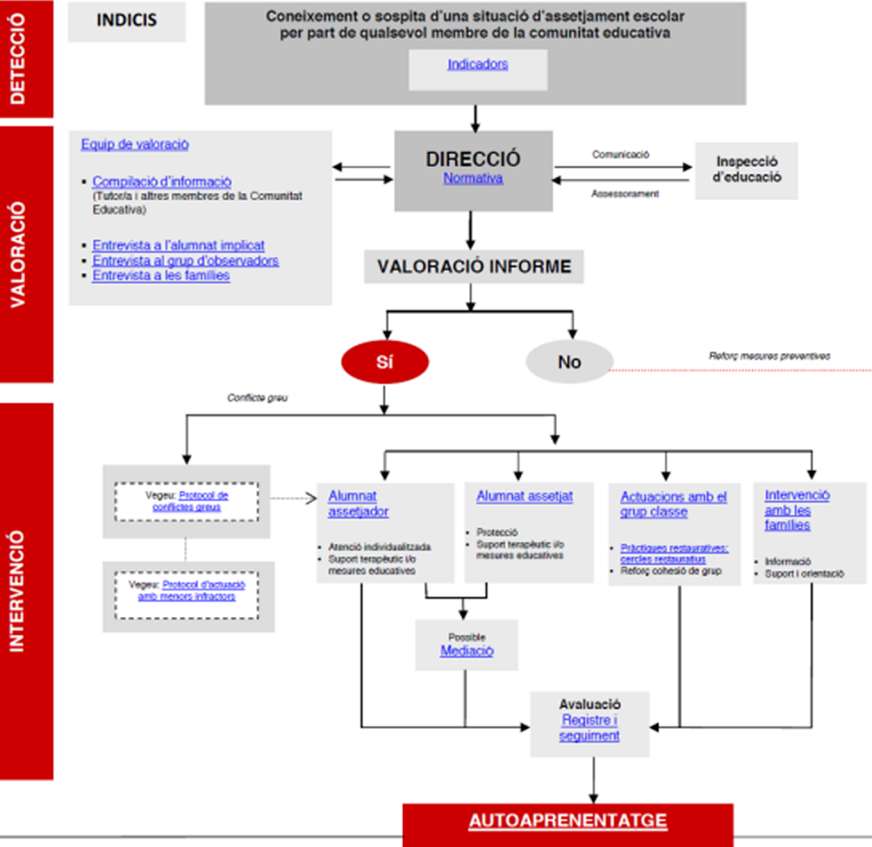 DETECCIÓ
INDICIS
Coneixement o sospita d'una situació d'assetjament escolar
per part de qualsevol membre de la comunitat educativa
Indicadors
VALORACIÓ
Equip de valoració
▪ Compilació d'informació
(Tutor/a i altres membres de la Comunitat
Educativa)
▪ Entrevista a l'alumnat implicat
▪ Entrevista al grup d'observadors
▪ Entrevista a les famílies
DIRECCIÓ
Normativa
Comunicació
Assessorament
Inspecció
d'educació
VALORACIÓ INFORME
Sí
No
Reforç mesures preventives
INTERVENCIÓ
Conflicte greu
Vegeu: Protocol de
conflictes greus
Vegeu: Protocol d'actuació
amb menors infractors
Alumnat
assetjador
▪ Atenció individualitzada
▪ Suport terapèutic i/o
mesures educatives
Alumnat assetjat
▪ Protecció
▪ Suport terapèutic i/o
mesures educatives
Actuacions amb el
grup classe
▪ Pràctiques restauratives:
cercles restauratius
▪ Reforç cohesió de grup
Intervenció
amb les
famílies
▪ Informació
▪ Suport i orientació
Possible
Mediació
Avaluació
Registre i
seguiment
AUTOAPRENENTATGE